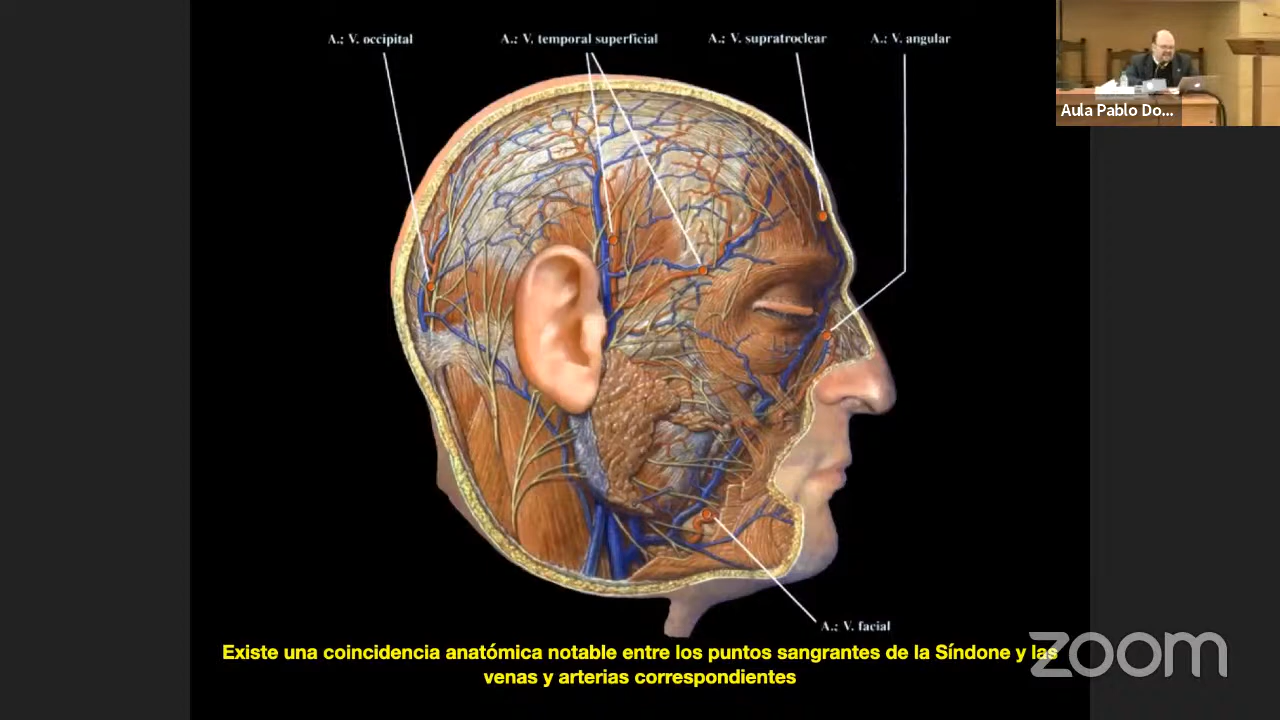 A.; V. occipital
A.; V. temporal superficial
A.; V. supratroclear
A.; V. angular
Aula Pablo Do...
A.; V. facial
Existe una coincidencia anatómica notable entre los puntos sangrantes de la Síndone y las
venas y arterias correspondientes
zoom